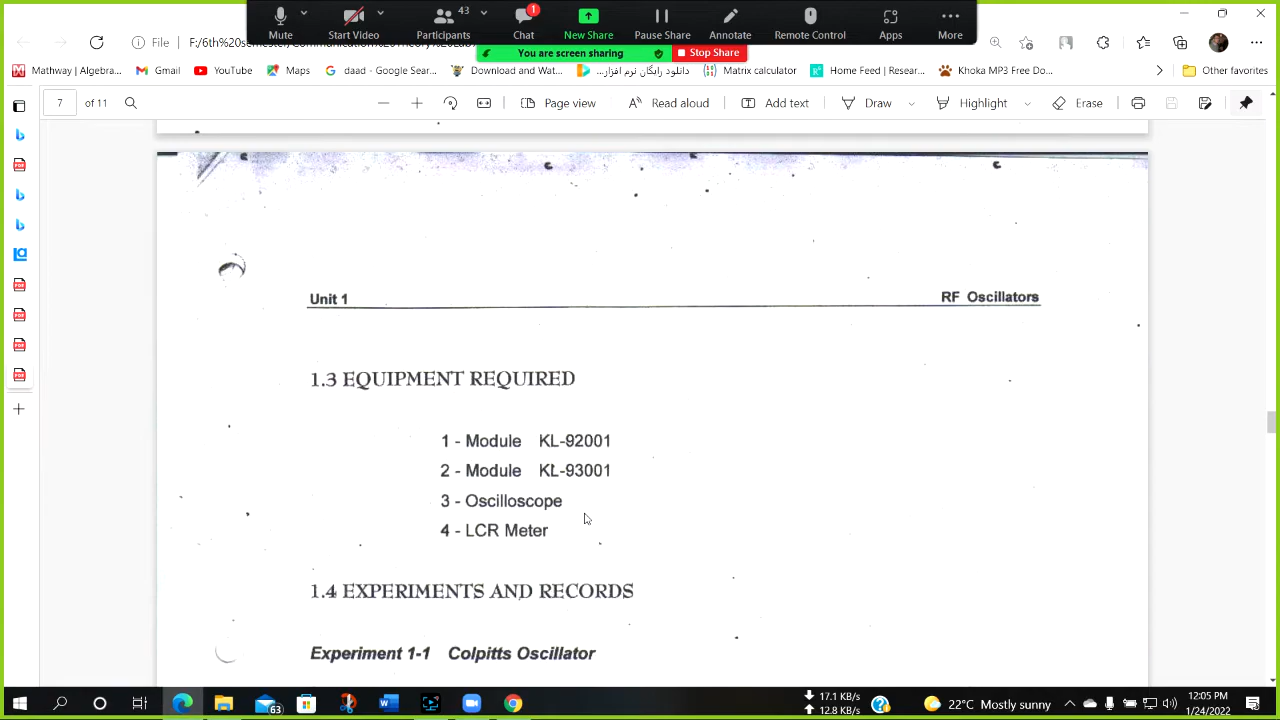 43
1
Mute
Start Video
Participants
Chat
New Share
Pause Share
Annotate
Remote Control
Apps
More
You are screen sharing
Stop Share
File
Mathway | Algebra...
Gmail
YouTube
Maps
daad - Google Sear...
Download and Wat...
دانلود رایگان نرم افزار...
Matrix calculator
Home Feed | Resear...
Khoka MP3 Free Do...
Other favorites
7 of 11
Page view
Read aloud
Add text
Draw
Highlight
Erase
Unit 1
RF Oscillators
1.3 EQUIPMENT REQUIRED
1 - Module KL-92001
2 - Module KL-93001
3 - Oscilloscope
4 - LCR Meter
1.4 EXPERIMENTS AND RECORDS
Experiment 1-1 Colpitts Oscillator
63
17.1 KB/s
12.8 KB/s
22°C Mostly sunny
12:05 PM
1/24/2022